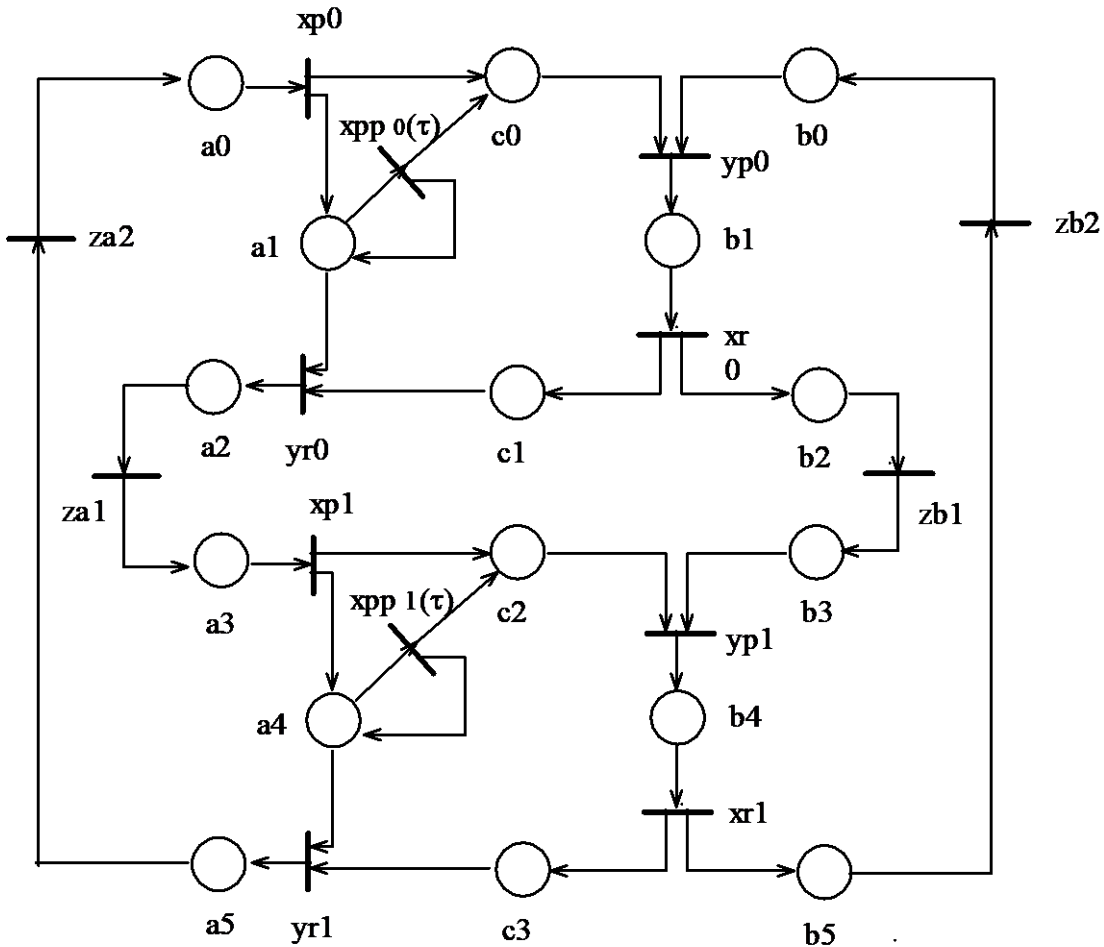 xp0
xpp 0(τ)
a0
c0
b0
yp0
za2
a1
b1
zb2
xr
0
a2
yr0
c1
b2
za1
xp1
zb1
xpp 1(τ)
a3
c2
b3
yp1
a4
b4
xr1
a5
yr1
c3
b5